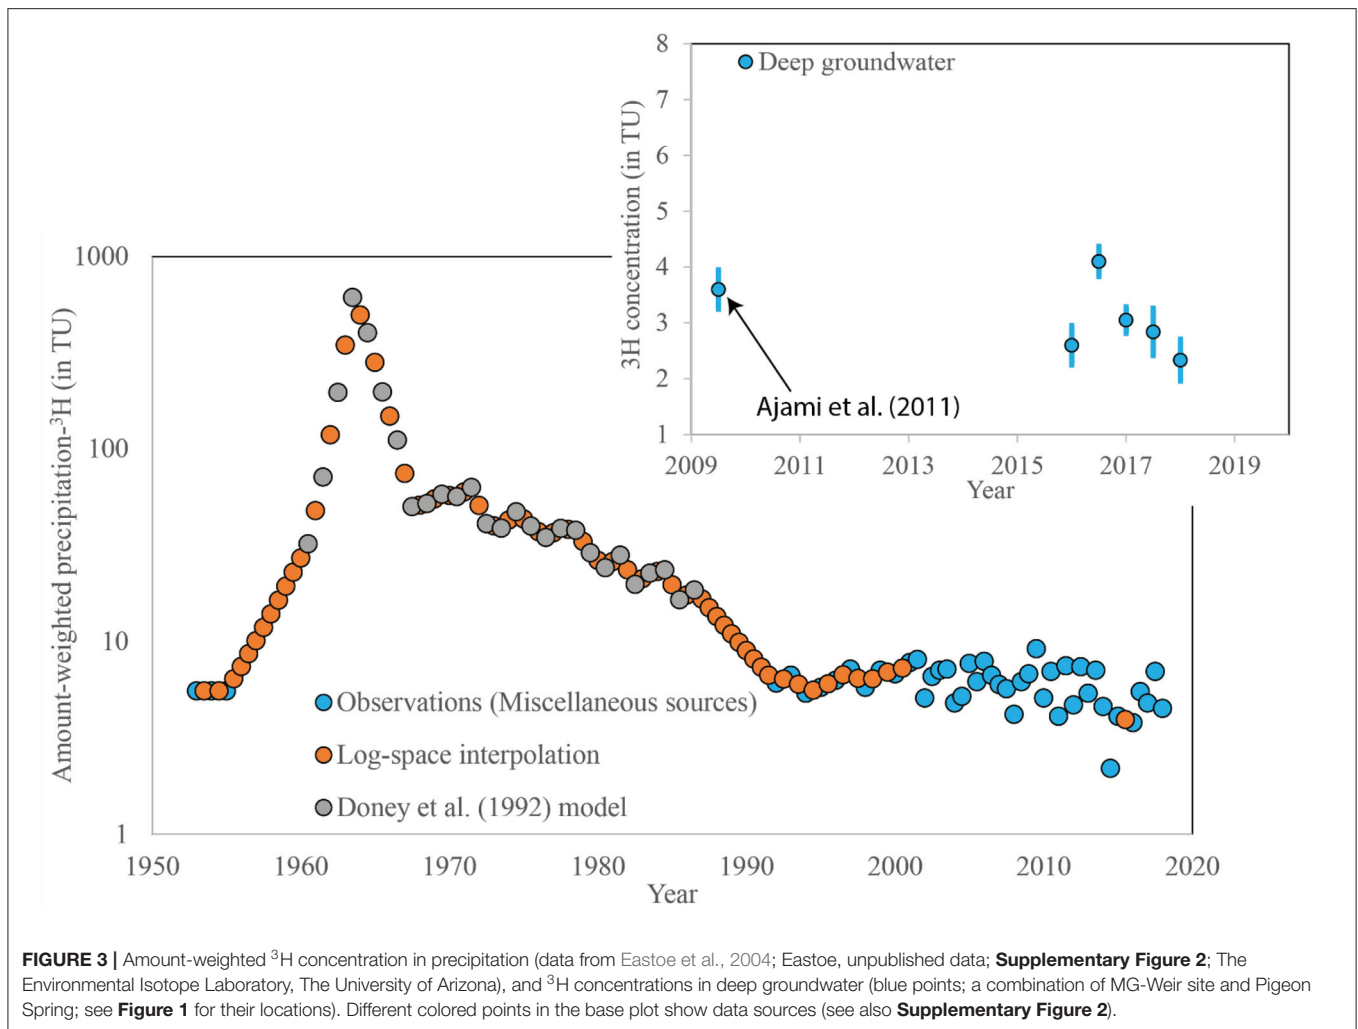 8
7
6
5
4
3
2
1
3H concentration (in TU)
Deep groundwater
Ajami et al. (2011)
2009 2011 2013 2015 2017 2019
Year
1000
100
10
1
Amount-weighted precipitation-³H (in TU)
Observations (Miscellaneous sources)
Log-space interpolation
Doney et al. (1992) model
1950 1960 1970 1980 1990 2000 2010 2020
Year
FIGURE 3 | Amount-weighted ³H concentration in precipitation (data from Eastoe et al., 2004; Eastoe, unpublished data; Supplementary Figure 2; The
Environmental Isotope Laboratory, The University of Arizona), and ³H concentrations in deep groundwater (blue points; a combination of MG-Weir site and Pigeon
Spring; see Figure 1 for their locations). Different colored points in the base plot show data sources (see also Supplementary Figure 2).